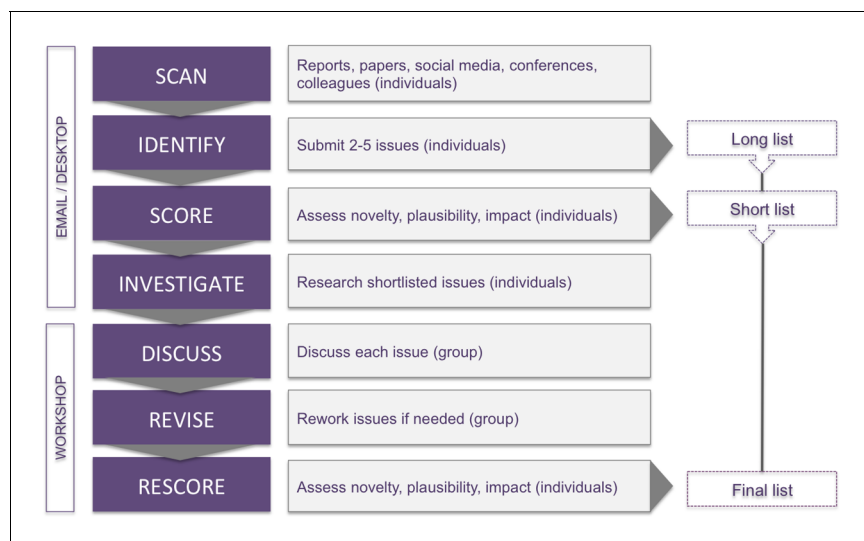 EMAIL / DESKTOP
SCAN
Reports, papers, social media, conferences,
colleagues (individuals)
IDENTIFY
Submit 2-5 issues (individuals)
Long list
SCORE
Assess novelty, plausibility, impact (individuals)
Short list
INVESTIGATE
Research shortlisted issues (individuals)
WORKSHOP
DISCUSS
Discuss each issue (group)
REVISE
Rework issues if needed (group)
RESCORE
Assess novelty, plausibility, impact (individuals)
Final list